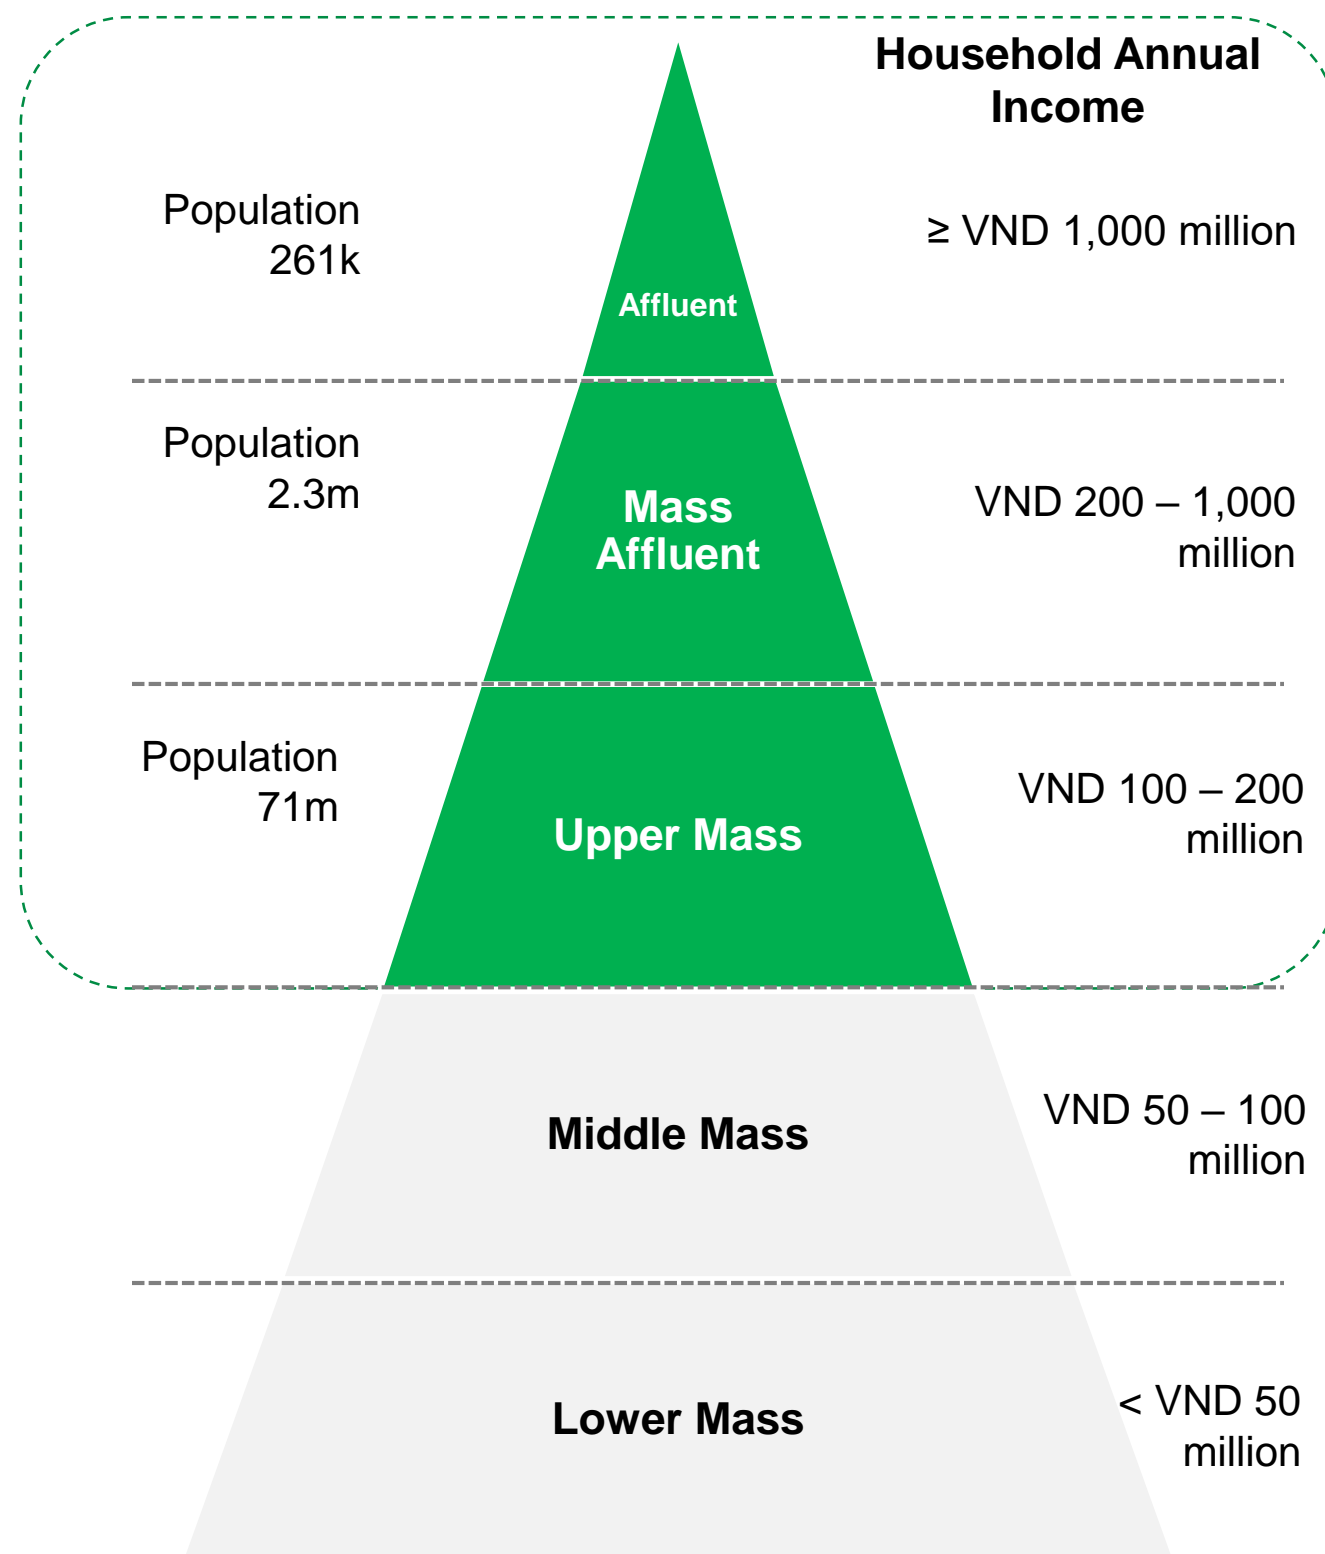 Household Annual
Income
Population
261k
≥ VND 1,000 million
Affluent
Population
2.3m
Mass
Affluent
VND 200 – 1,000
million
Population
71m
Upper Mass
VND 100 – 200
million
Middle Mass
VND 50 – 100
million
Lower Mass
< VND 50
million